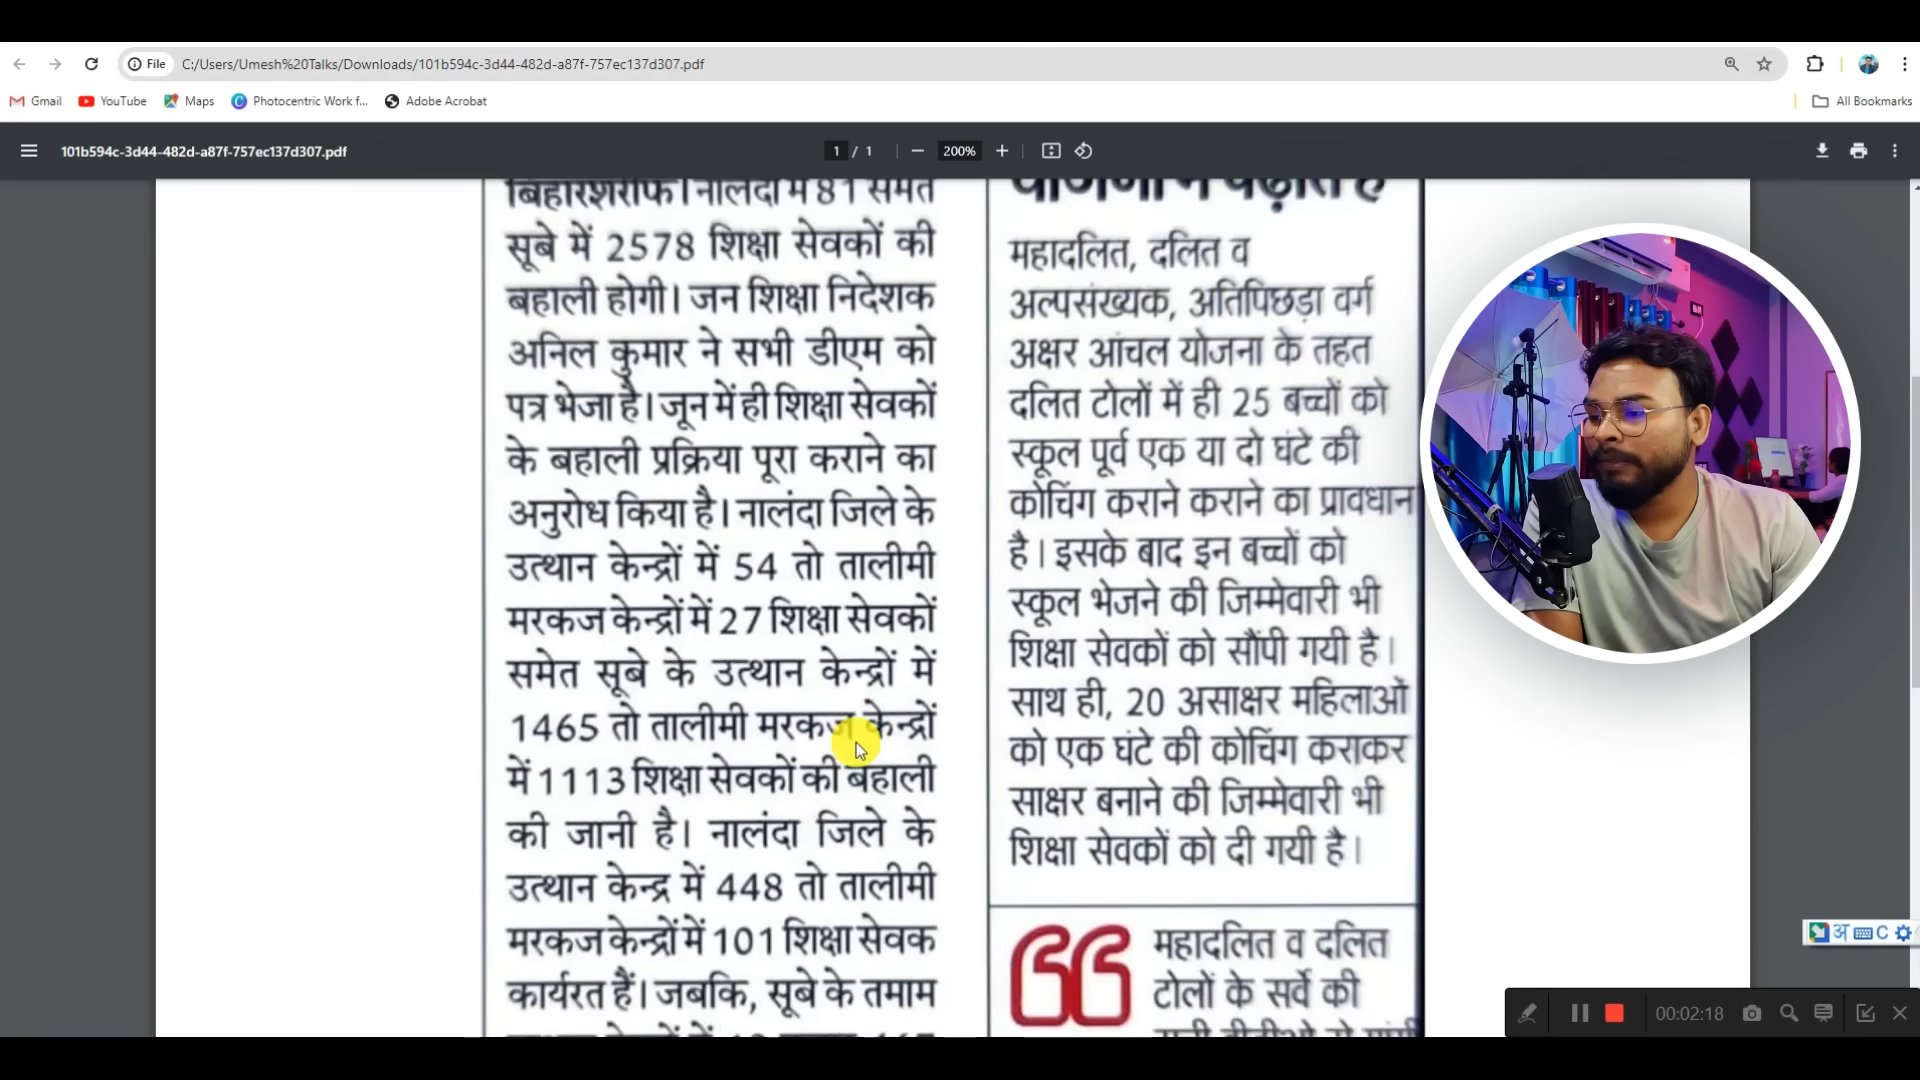 File C:/Users/Umesh%20Talks/Downloads/101b594c-3d44-482d-a87f-757ec137d307.pdf
Gmail YouTube Maps Photocentric Work f... Adobe Acrobat All Bookmarks
101b594c-3d44-482d-a87f-757ec137d307.pdf 1 / 1 200%
बिहारशरीफ। नालंदा में 81 समेत
सूबे में 2578 शिक्षा सेवकों की
बहाली होगी। जन शिक्षा निदेशक
अनिल कुमार ने सभी डीएम को
पत्र भेजा है। जून में ही शिक्षा सेवकों
के बहाली प्रक्रिया पूरा कराने का
अनुरोध किया है। नालंदा जिले के
उत्थान केन्द्रों में 54 तो तालीमी
मरकज केन्द्रों में 27 शिक्षा सेवकों
समेत सूबे के उत्थान केन्द्रों में
1465 तो तालीमी मरकज केन्द्रों
में 1113 शिक्षा सेवकों की बहाली
की जानी है। नालंदा जिले के
उत्थान केन्द्र में 448 तो तालीमी
मरकज केन्द्रों में 101 शिक्षा सेवक
कार्यरत हैं। जबकि, सूबे के तमाम
महादलित, दलित व
अल्पसंख्यक, अतिपिछड़ा वर्ग
अक्षर आंचल योजना के तहत
दलित टोलों में ही 25 बच्चों को
स्कूल पूर्व एक या दो घंटे की
कोचिंग कराने कराने का प्रावधान
है। इसके बाद इन बच्चों को
स्कूल भेजने की जिम्मेवारी भी
शिक्षा सेवकों को सौंपी गयी है।
साथ ही, 20 असाक्षर महिलाओं
को एक घंटे की कोचिंग कराकर
साक्षर बनाने की जिम्मेवारी भी
शिक्षा सेवकों को दी गयी है।
महादलित व दलित
टोलों के सर्वे की
अ C
00:02:18